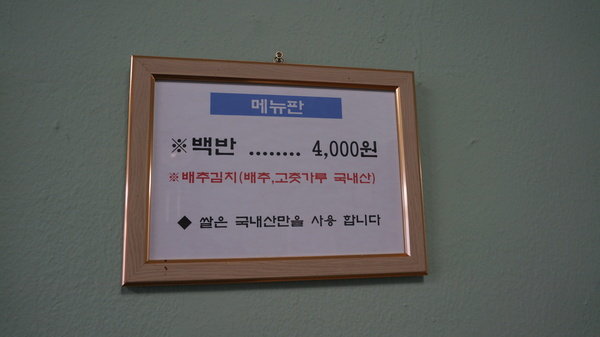 메뉴판
※백반 ........ 4,000원
※배추김치(배추,고춧가루 국내산)
◆ 쌀은 국내산만을 사용 합니다